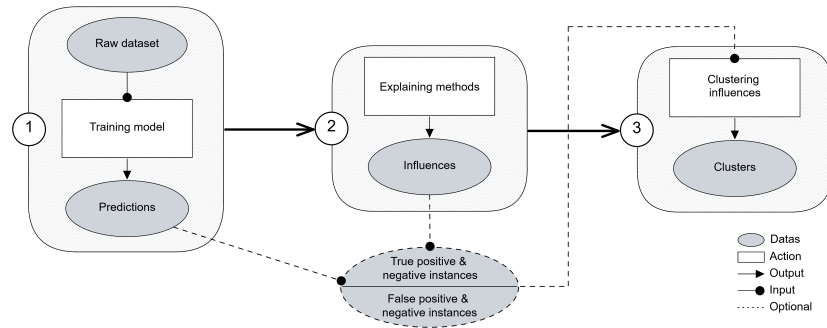 1
Raw dataset
Training model
Predictions
2
Explaining methods
Influences
3
Clustering
influences
Clusters
True positive &
negative instances
False positive &
negative instances
Datas
Action
Output
Input
Optional